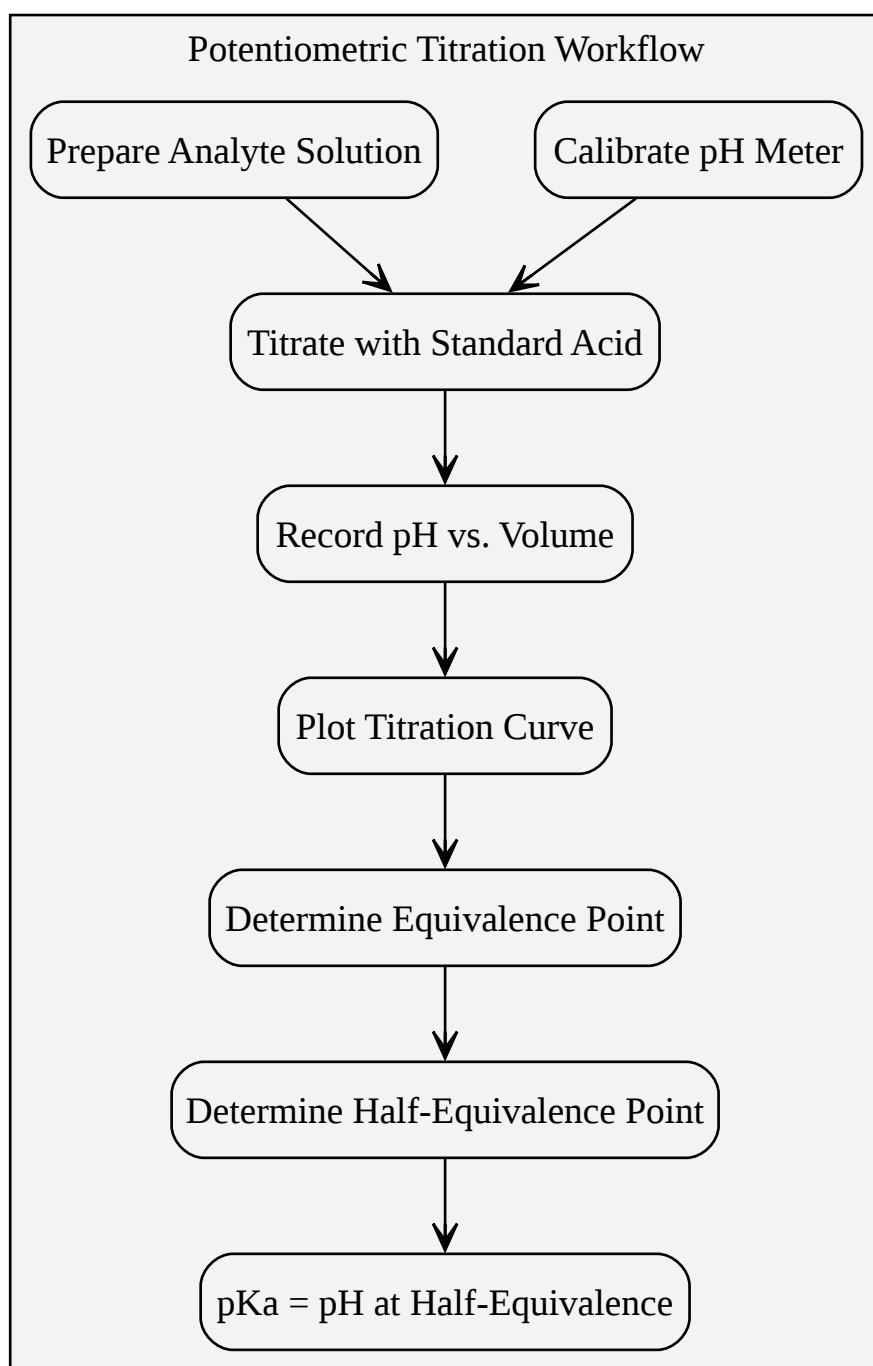 Potentiometric Titration Workflow
Prepare Analyte Solution
Calibrate pH Meter
Titrate with Standard Acid
Record pH vs. Volume
Plot Titration Curve
Determine Equivalence Point
Determine Half-Equivalence Point
pKa = pH at Half-Equivalence